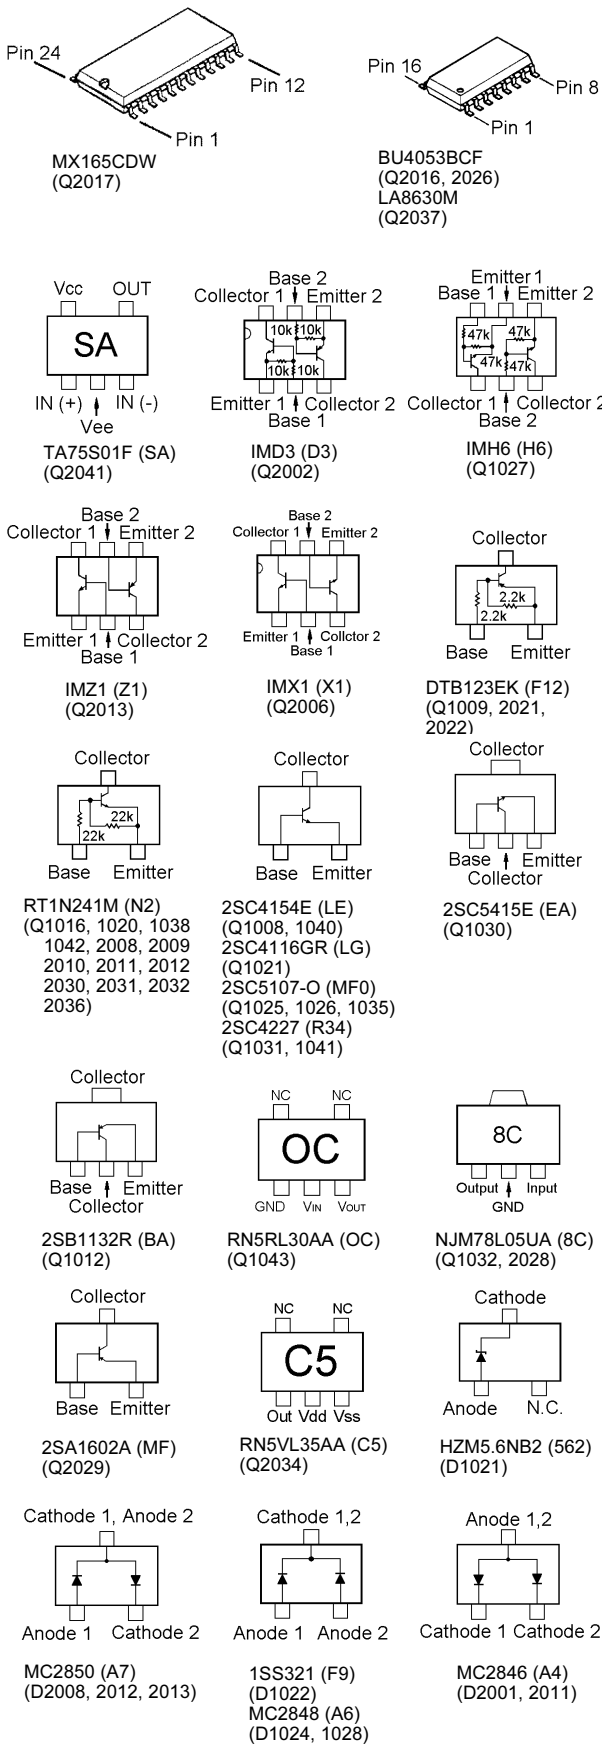 Pin 24
Pin 12
Pin 1
MX165CDW
(Q2017)
Pin 16
Pin 8
Pin 1
BU4053BCF
(Q2016, 2026)
LA8630M
(Q2037)
Vcc OUT
SA
IN (+) IN (-)
Vee
TA75S01F (SA)
(Q2041)
Base 2
Collector 1 Emitter 2
10k 10k
10k 10k
Emitter 1 Collector 2
Base 1
IMD3 (D3)
(Q2002)
Emitter 1
Base 1 Emitter 2
47k 47k
47k 47k
Collector 1 Collector 2
Base 2
IMH6 (H6)
(Q1027)
Base 2
Collector 1 Emitter 2
Emitter 1 Collector 2
Base 1
IMZ1 (Z1)
(Q2013)
Base 2
Collector 1 Emitter 2
Emitter 1 Collctor 2
Base 1
IMX1 (X1)
(Q2006)
Collector
2.2k
2.2k
Base Emitter
DTB123EK (F12)
(Q1009, 2021,
2022)
Collector
22k
22k
Base Emitter
RT1N241M (N2)
(Q1016, 1020, 1038
1042, 2008, 2009
2010, 2011, 2012
2030, 2031, 2032
2036)
Collector
Base Emitter
2SC4154E (LE)
(Q1008, 1040)
2SC4116GR (LG)
(Q1021)
2SC5107-O (MF0)
(Q1025, 1026, 1035)
2SC4227 (R34)
(Q1031, 1041)
Collector
Base Emitter
Collector
2SC5415E (EA)
(Q1030)
Collector
Base Emitter
Collector
2SB1132R (BA)
(Q1012)
NC NC
OC
GND VIN VOUT
RN5RL30AA (OC)
(Q1043)
8C
Output Input
GND
NJM78L05UA (8C)
(Q1032, 2028)
Collector
Base Emitter
2SA1602A (MF)
(Q2029)
NC NC
C5
Out Vdd Vss
RN5VL35AA (C5)
(Q2034)
Cathode
Anode N.C.
HZM5.6NB2 (562)
(D1021)
Cathode 1, Anode 2
Anode 1 Cathode 2
MC2850 (A7)
(D2008, 2012, 2013)
Cathode 1,2
Anode 1 Anode 2
1SS321 (F9)
(D1022)
MC2848 (A6)
(D1024, 1028)
Anode 1,2
Cathode 1 Cathode 2
MC2846 (A4)
(D2001, 2011)